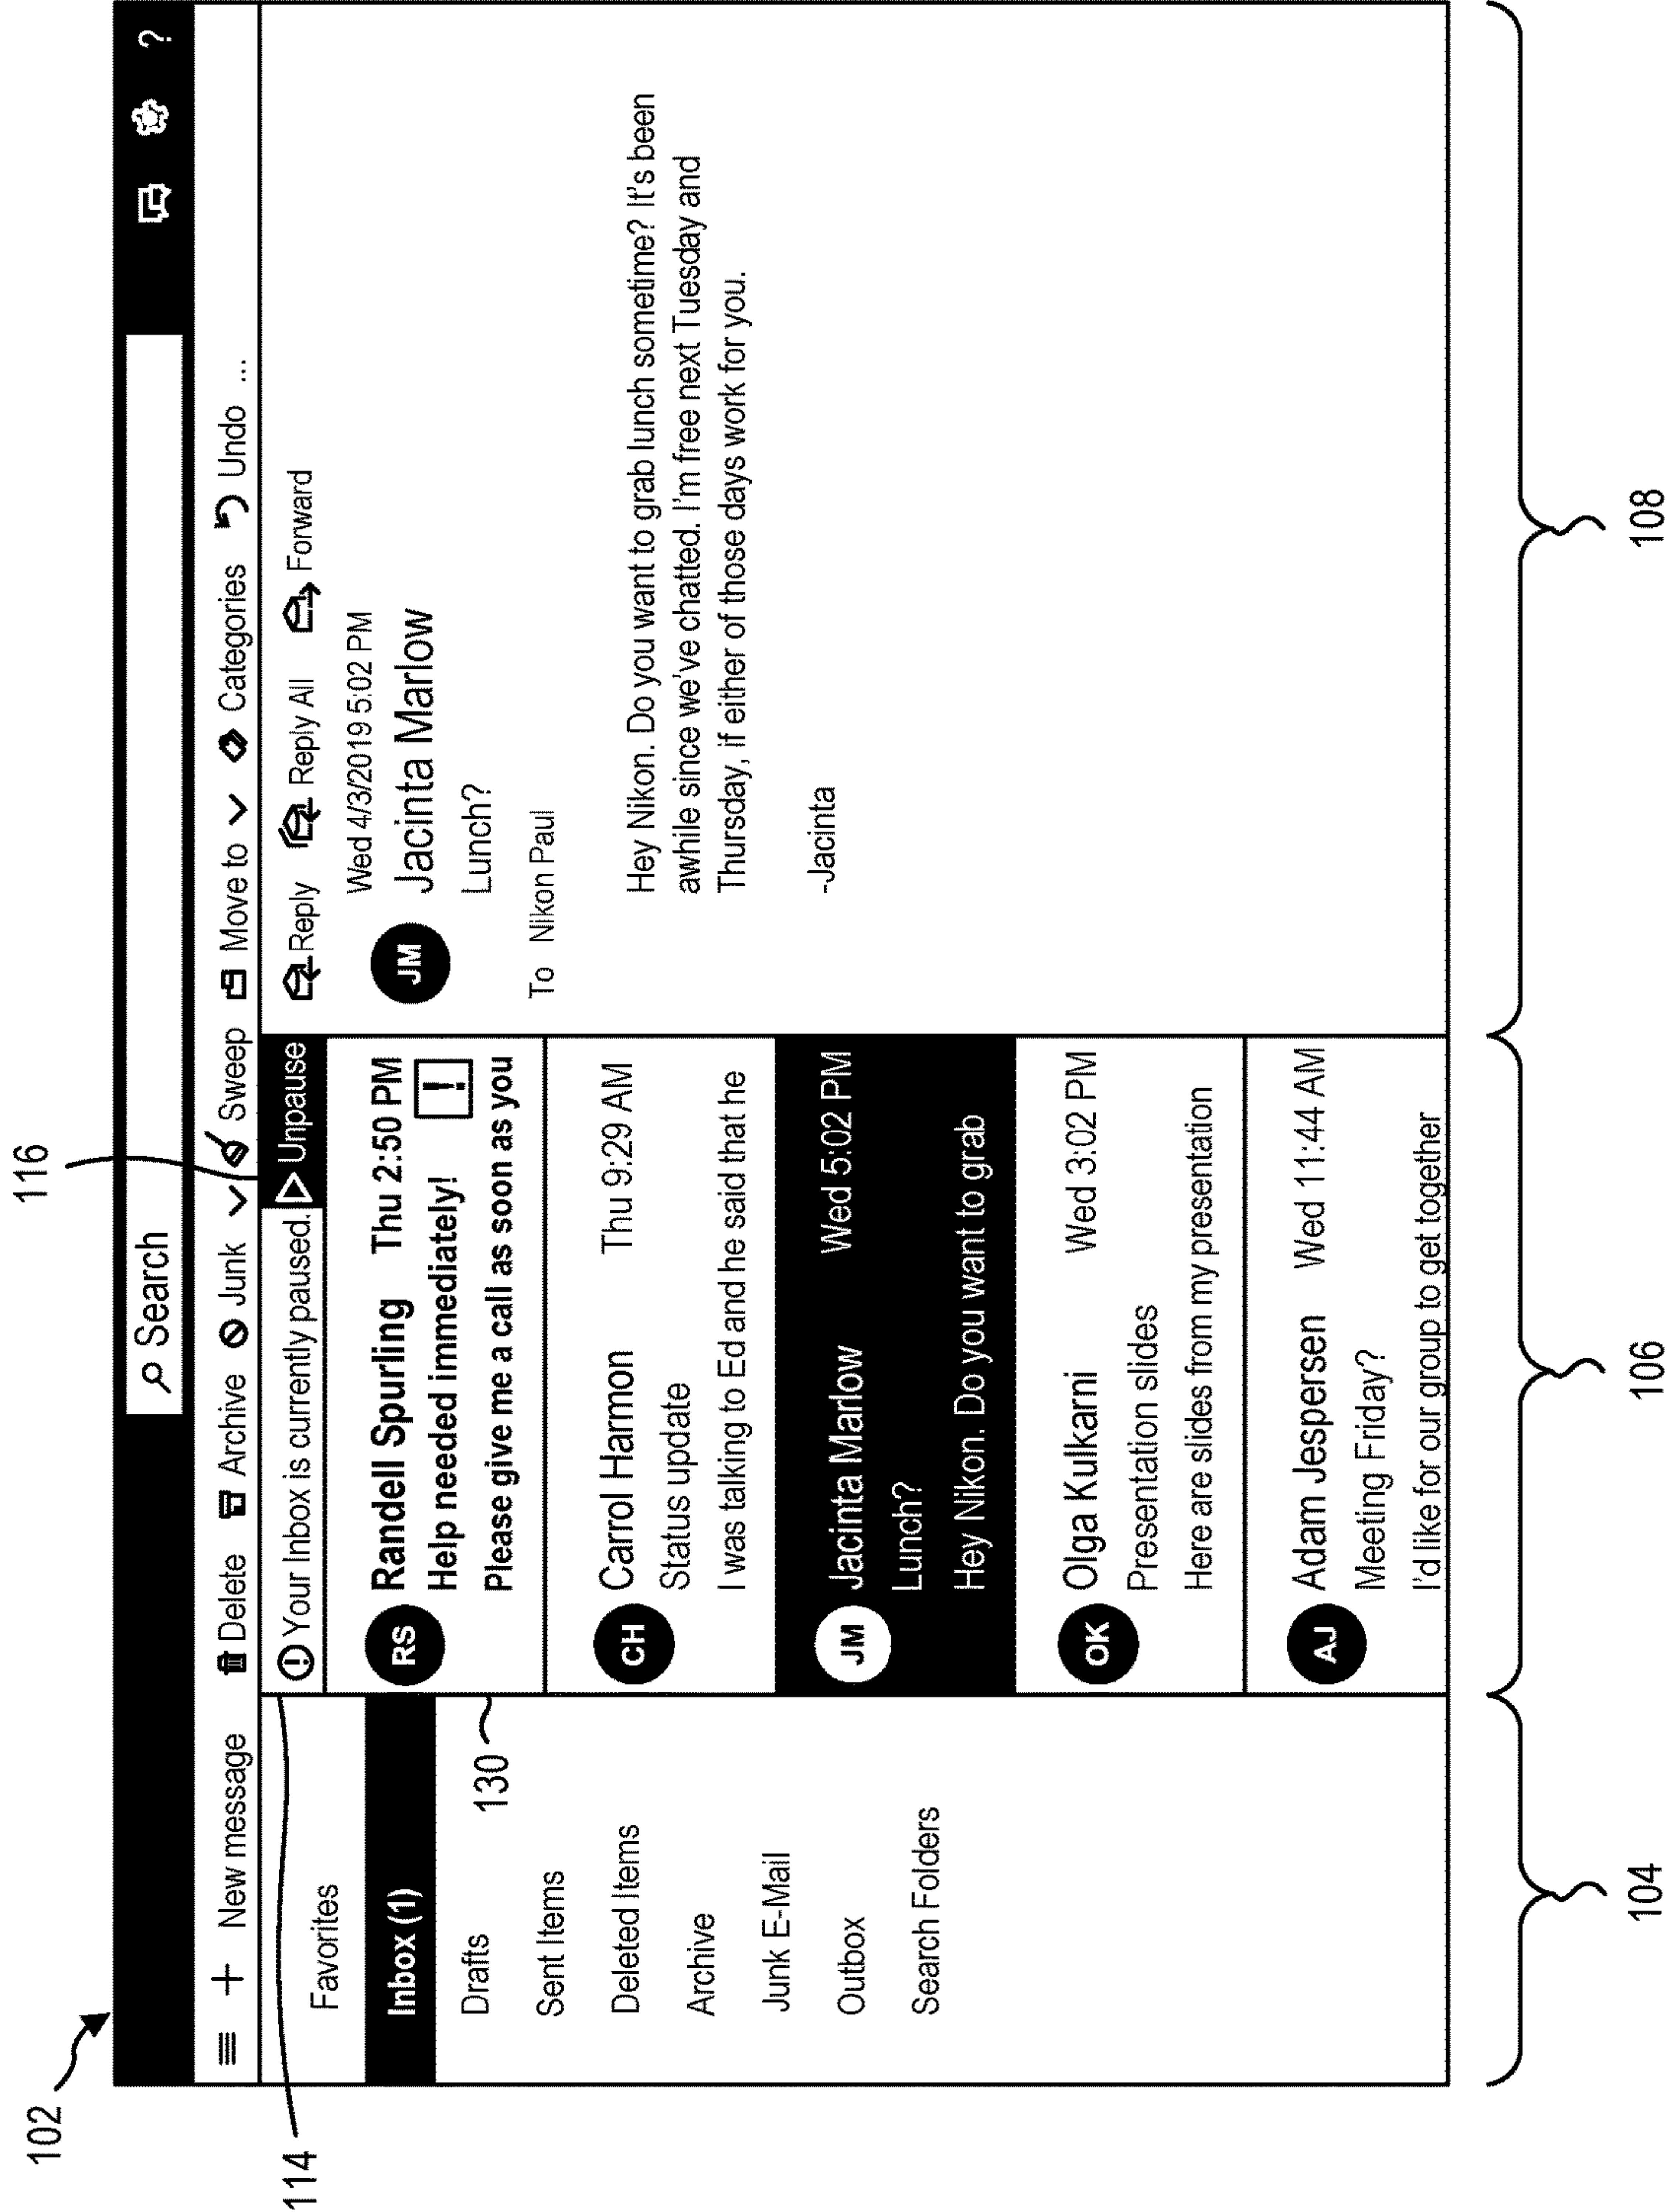 102
116
Search
?
New message Delete Archive Junk Sweep Move to Categories Undo ...
114
Favorites
Inbox (1)
Drafts
Sent Items
Deleted Items
Archive
Junk E-Mail
Outbox
Search Folders
130
! Your Inbox is currently paused. Unpause
RS Randell Spurling Thu 2:50 PM
Help needed immediately! !
Please give me a call as soon as you
CH Carrol Harmon Thu 9:29 AM
Status update
I was talking to Ed and he said that he
JM Jacinta Marlow Wed 5:02 PM
Lunch?
Hey Nikon. Do you want to grab
OK Olga Kulkarni Wed 3:02 PM
Presentation slides
Here are slides from my presentation
AJ Adam Jespersen Wed 11:44 AM
Meeting Friday?
I'd like for our group to get together
Reply Reply All Forward
Wed 4/3/2019 5:02 PM
JM Jacinta Marlow
Lunch?
To Nikon Paul
Hey Nikon. Do you want to grab lunch sometime? It's been
awhile since we've chatted. I'm free next Tuesday and
Thursday, if either of those days work for you.
-Jacinta
104
106
108